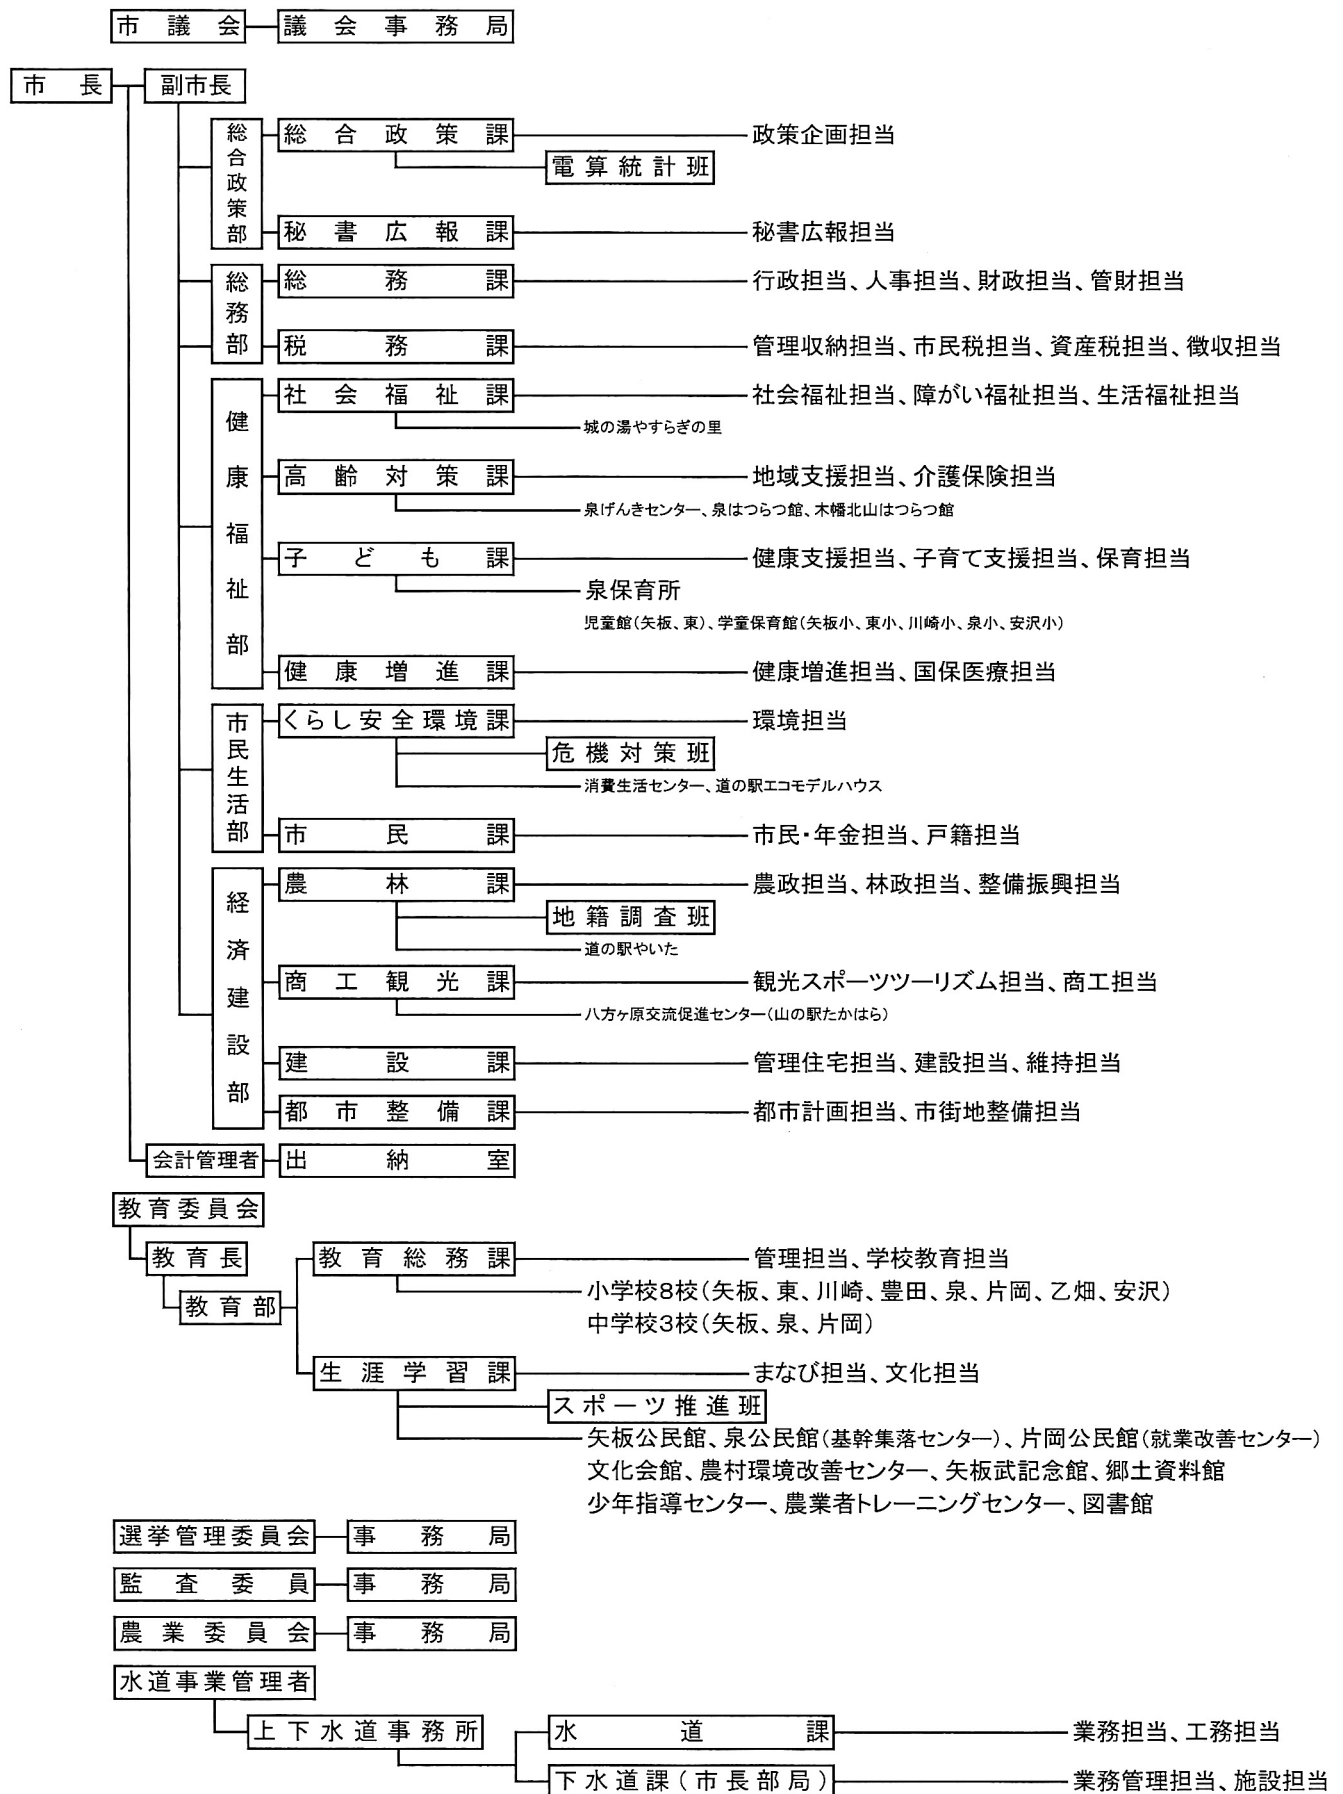 市議会 議会事務局
市長 副市長
総合政策部 総合政策課 政策企画担当
電算統計班
秘書広報課 秘書広報担当
総務部 総務課 行政担当、人事担当、財政担当、管財担当
税務課 管理収納担当、市民税担当、資産税担当、徴収担当
健康福祉部 社会福祉課 社会福祉担当、障がい福祉担当、生活福祉担当
城の湯やすらぎの里
高齢対策課 地域支援担当、介護保険担当
泉げんきセンター、泉はつらつ館、木幡北山はつらつ館
子ども課 健康支援担当、子育て支援担当、保育担当
泉保育所
児童館(矢板、東)、学童保育館(矢板小、東小、川崎小、泉小、安沢小)
健康増進課 健康増進担当、国保医療担当
市民生活部 くらし安全環境課 環境担当
危機対策班
消費生活センター、道の駅エコモデルハウス
市民課 市民・年金担当、戸籍担当
経済建設部 農林課 農政担当、林政担当、整備振興担当
地籍調査班
道の駅やいた
商工観光課 観光スポーツツーリズム担当、商工担当
八方ヶ原交流促進センター(山の駅たかはら)
建設課 管理住宅担当、建設担当、維持担当
都市整備課 都市計画担当、市街地整備担当
会計管理者 出納室
教育委員会
教育長 教育総務課 管理担当、学校教育担当
教育部 小学校8校(矢板、東、川崎、豊田、泉、片岡、乙畑、安沢)
中学校3校(矢板、泉、片岡)
生涯学習課 まなび担当、文化担当
スポーツ推進班
矢板公民館、泉公民館(基幹集落センター)、片岡公民館(就業改善センター)
文化会館、農村環境改善センター、矢板武記念館、郷土資料館
少年指導センター、農業者トレーニングセンター、図書館
選挙管理委員会 事務局
監査委員 事務局
農業委員会 事務局
水道事業管理者
上下水道事務所 水道課 業務担当、工務担当
下水道課(市長部局) 業務管理担当、施設担当